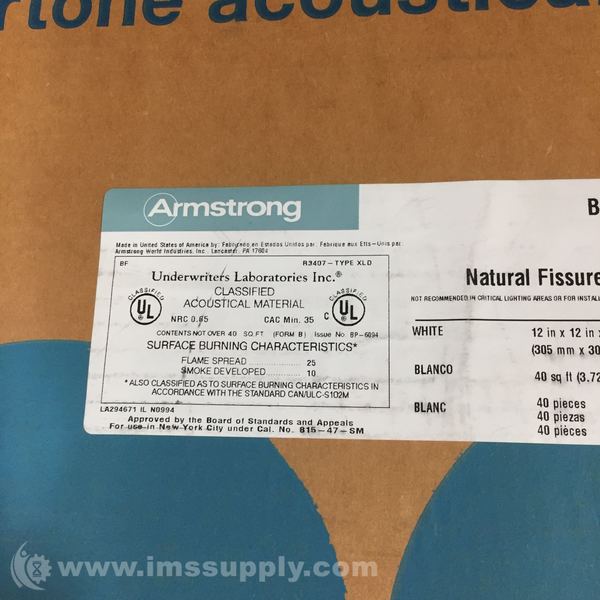 rtone acoustical
Armstrong
B
Made in United States of America by: Fabricado en Estados Unidos por: Fabrique aux Etis-Unis par:
Armstrong World Industries, Inc. Lancaster, PA 17604
BF R3407-TYPE XLD
Underwriters Laboratories Inc.®
CLASSIFIED
ACOUSTICAL MATERIAL
CLASSIFIED UL
C CLASSIFIED UL
NRC 0.65 CAC Min. 35
CONTENTS NOT OVER 40 SQ FT (FORM B) Issue No. BP-6094
SURFACE BURNING CHARACTERISTICS*
FLAME SPREAD 25
SMOKE DEVELOPED 10
*ALSO CLASSIFIED AS TO SURFACE BURNING CHARACTERISTICS IN
ACCORDANCE WITH THE STANDARD CAN/ULC-S102M
LA294671 IL N0994
Approved by the Board of Standards and Appeals
For use in New York City under Cal. No. 815-47-SM
Natural Fissure
NOT RECOMMENDED IN CRITICAL LIGHTING AREAS OR FOR INSTALL
WHITE 12 in x 12 in x
(305 mm x 30
BLANCO 40 sq ft (3.72
BLANC 40 pieces
40 piezas
40 pièces
www.imssupply.com